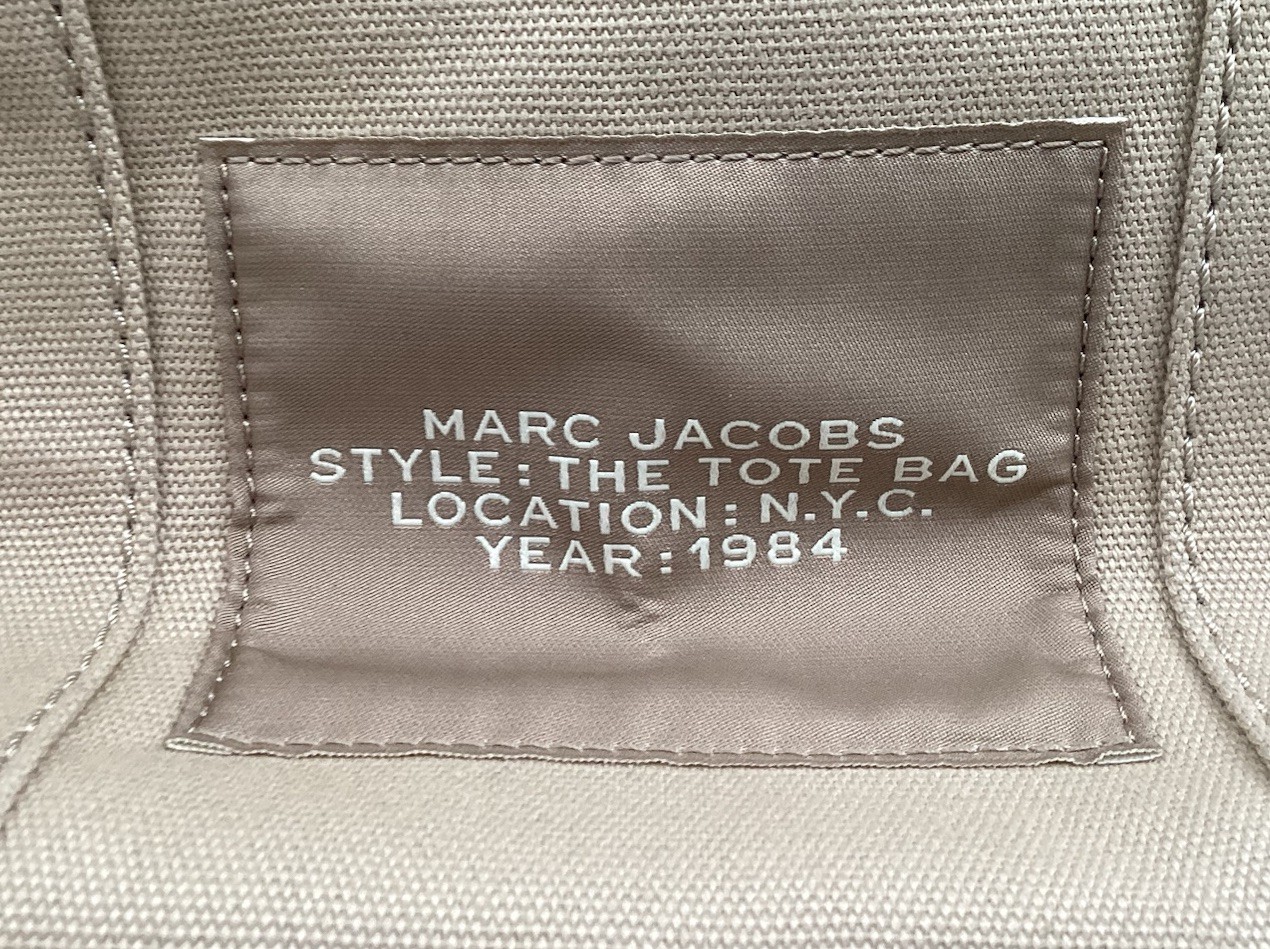 MARC JACOBS
STYLE: THE TOTE BAG
LOCATION: N.Y.C.
YEAR: 1984